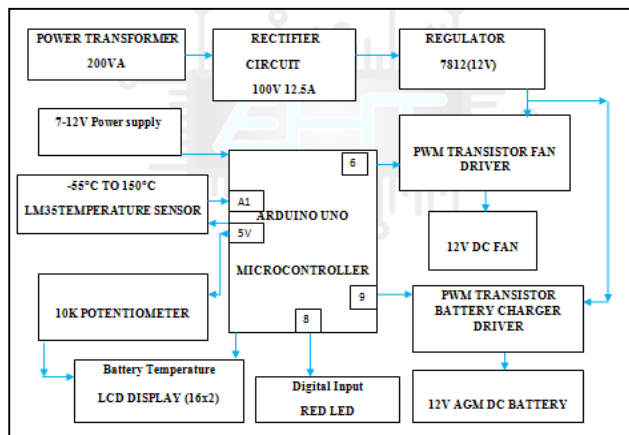 POWER TRANSFORMER
200VA
RECTIFIER
CIRCUIT
100V 12.5A
REGULATOR
7812(12V)
7-12V Power supply
PWM TRANSISTOR FAN
DRIVER
-55°C TO 150°C
LM35TEMPERATURE SENSOR
6
A1
ARDUINO UNO
5V
MICROCONTROLLER
9
8
12V DC FAN
10K POTENTIOMETER
PWM TRANSISTOR
BATTERY CHARGER
DRIVER
Battery Temperature
LCD DISPLAY (16x2)
Digital Input
RED LED
12V AGM DC BATTERY